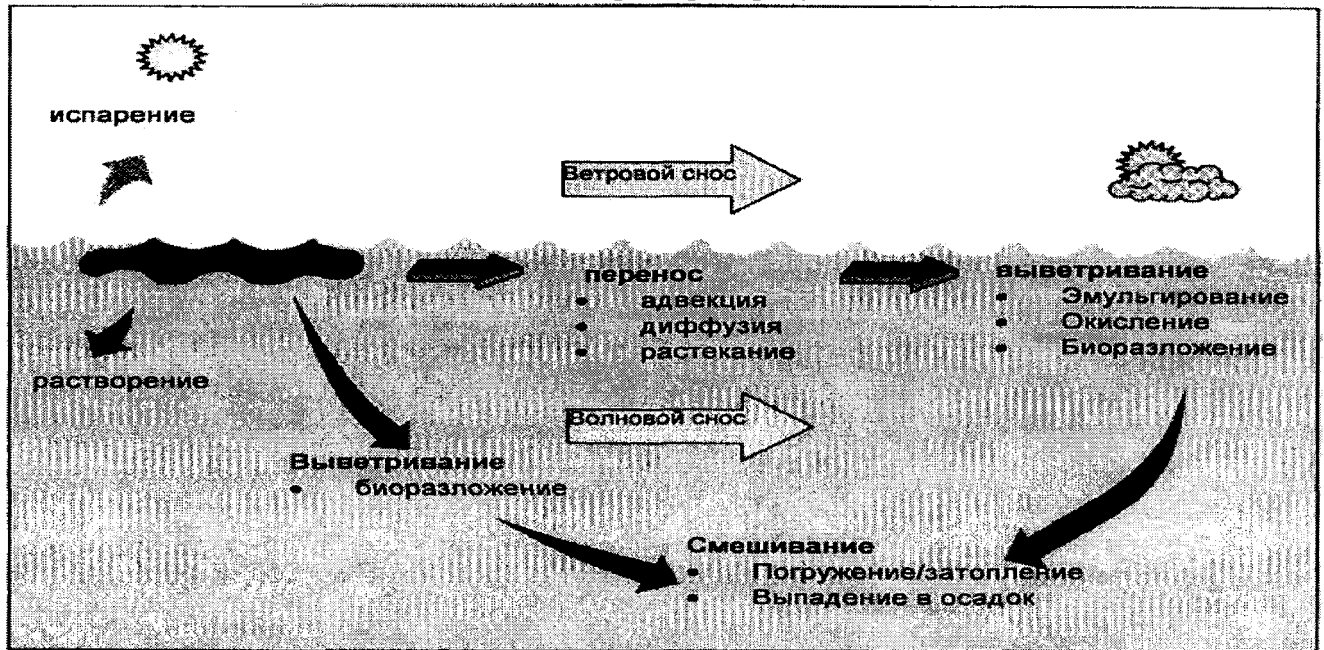 испарение
Ветровой снос
перенос
• адвекция
• диффузия
• растекание
выветривание
• Эмульгирование
• Окисление
• Биоразложение
растворение
Волновой снос
Выветривание
• биоразложение
Смешивание
• Погружение/затопление
• Выпадение в осадок